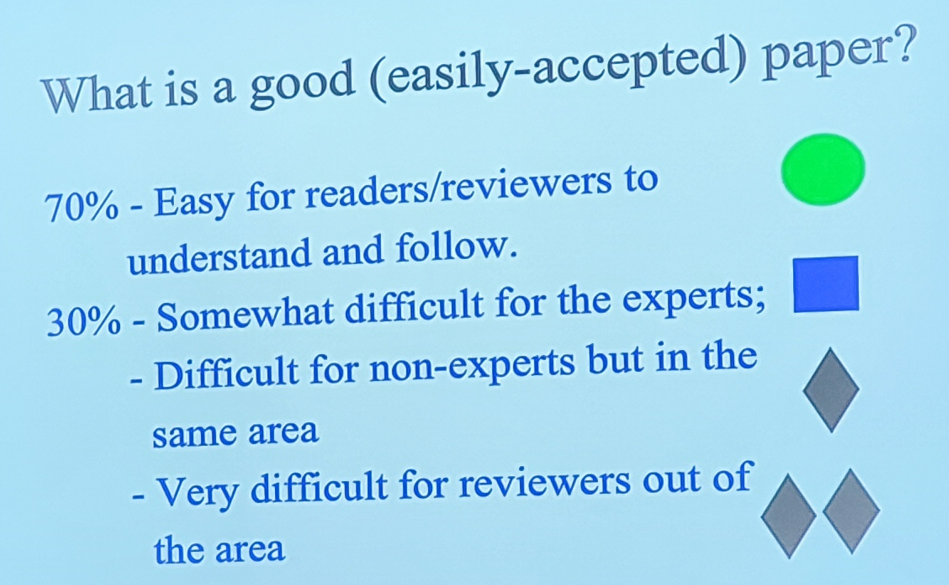 What is a good (easily-accepted) paper?
70% - Easy for readers/reviewers to
understand and follow.
30% - Somewhat difficult for the experts;
- Difficult for non-experts but in the
same area
- Very difficult for reviewers out of
the area